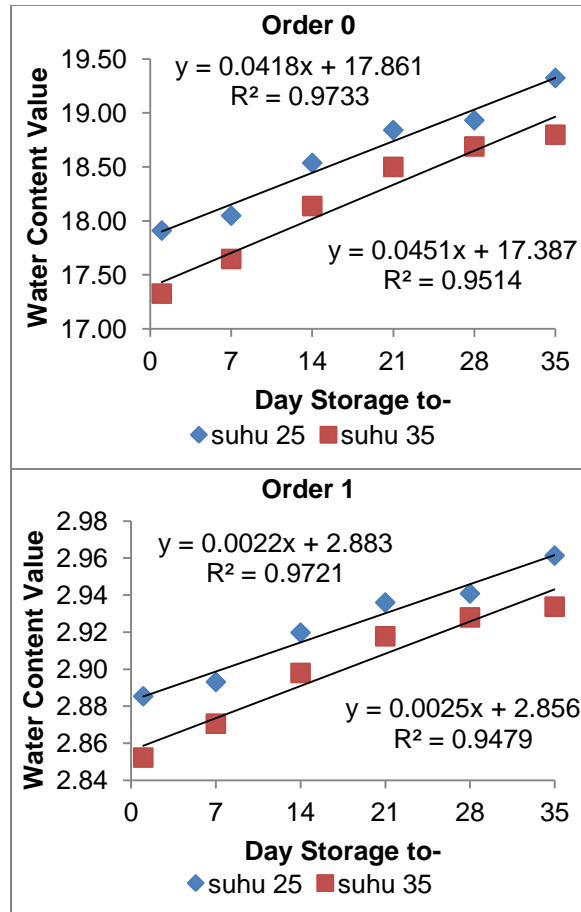 Order 0
19.50
19.00
18.50
18.00
17.50
17.00
Water Content Value
y = 0.0418x + 17.861
R² = 0.9733
y = 0.0451x + 17.387
R² = 0.9514
0 7 14 21 28 35
Day Storage to-
suhu 25 suhu 35
Order 1
2.98
2.96
2.94
2.92
2.90
2.88
2.86
2.84
Water Content Value
y = 0.0022x + 2.883
R² = 0.9721
y = 0.0025x + 2.856
R² = 0.9479
0 7 14 21 28 35
Day Storage to-
suhu 25 suhu 35